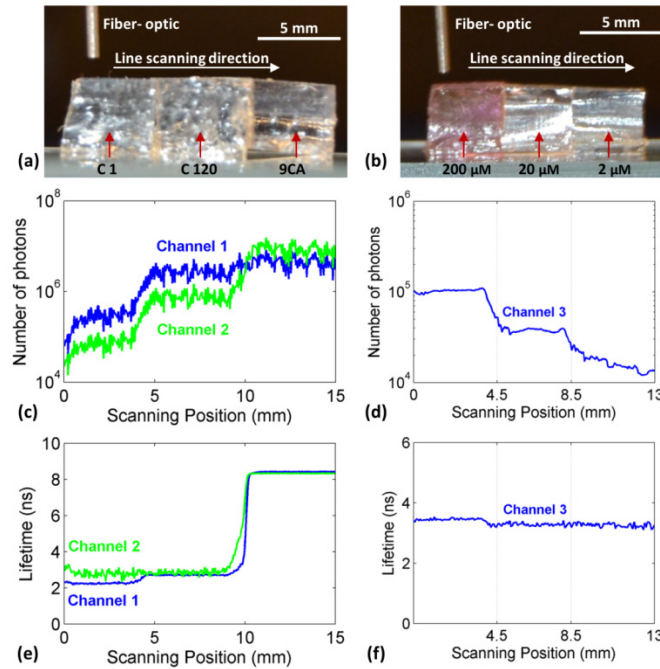 Fiber- optic
5 mm
Line scanning direction
(a)
C 1
C 120
9CA
Fiber- optic
5 mm
Line scanning direction
(b)
200 µM
20 µM
2 µM
Number of photons
10^8
10^6
10^4
Channel 1
Channel 2
0
5
10
15
(c)
Scanning Position (mm)
Number of photons
10^6
10^5
10^4
Channel 3
4.5
8.5
13
(d)
Scanning Position (mm)
Lifetime (ns)
10
8
6
4
2
0
Channel 2
Channel 1
0
5
10
15
(e)
Scanning Position (mm)
Lifetime (ns)
6
4
2
0
Channel 3
4.5
8.5
13
(f)
Scanning Position (mm)